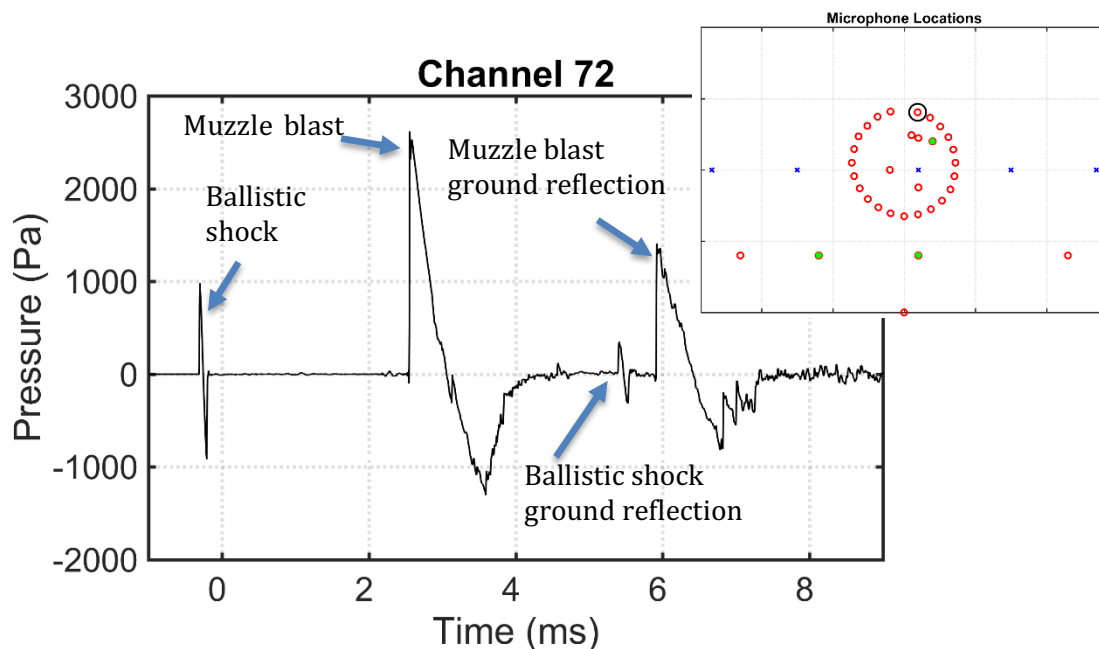 Microphone Locations
Channel 72
3000
2000
1000
0
-1000
-2000
Pressure (Pa)
Muzzle blast
Ballistic
shock
Muzzle blast
ground reflection
Ballistic shock
ground reflection
0
2
4
6
8
Time (ms)